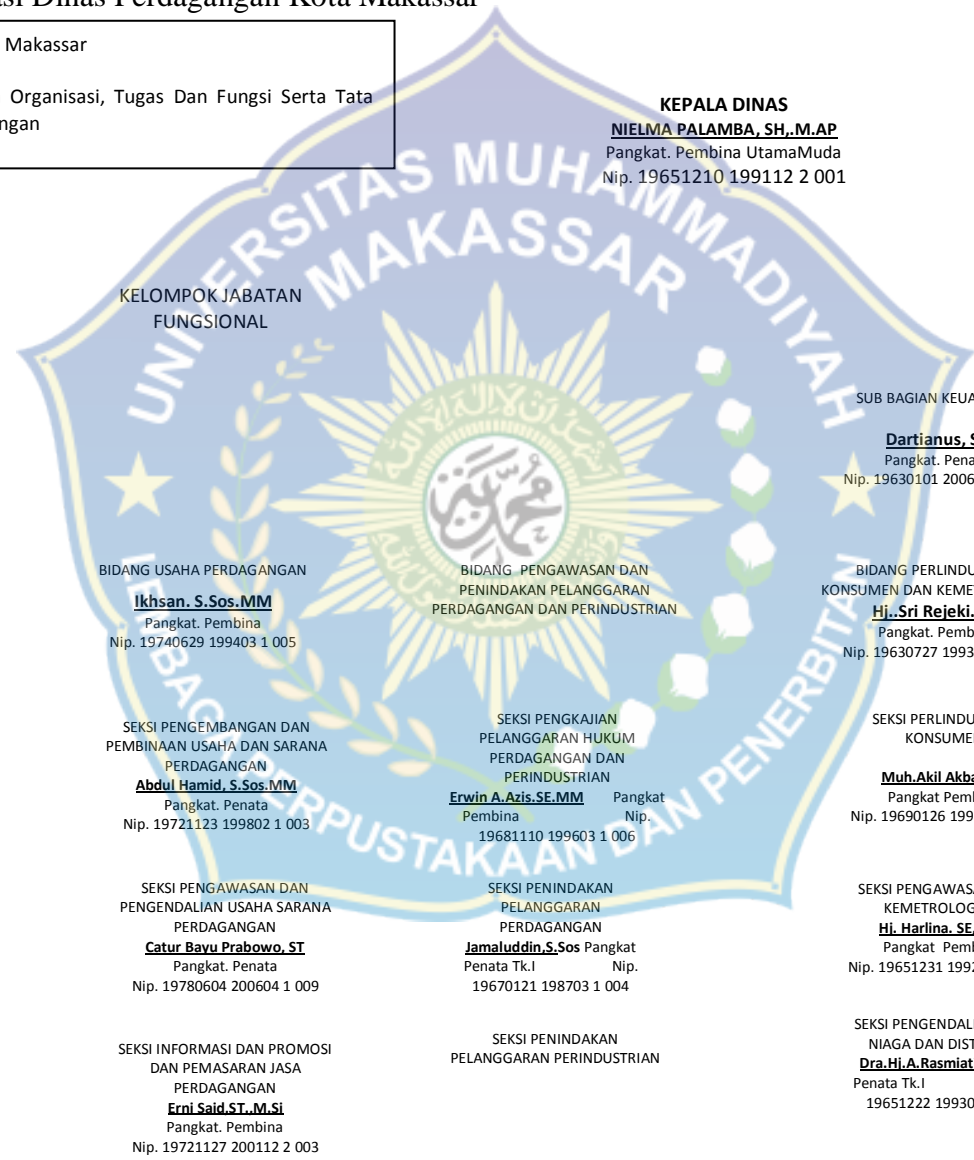 asi Dinas Perdagangan Kota Makassar
Makassar
Organisasi, Tugas Dan Fungsi Serta Tata
ngan
KEPALA DINAS
NIELMA PALAMBA, SH,.M.AP
Pangkat. Pembina UtamaMuda
Nip. 19651210 199112 2 001
UNIVERSITAS MUHAMMADIYAH
MAKASSAR
LEMBAGA PERPUSTAKAAN DAN PENERBITAN
KELOMPOK JABATAN
FUNGSIONAL
SUB BAGIAN KEUA
Dartianus, S
Pangkat. Pena
Nip. 19630101 2006
BIDANG USAHA PERDAGANGAN
Ikhsan. S.Sos.MM
Pangkat. Pembina
Nip. 19740629 199403 1 005
BIDANG PENGAWASAN DAN
PENINDAKAN PELANGGARAN
PERDAGANGAN DAN PERINDUSTRIAN
BIDANG PERLINDU
KONSUMEN DAN KEME
Hj..Sri Rejeki.
Pangkat. Pemb
Nip. 19630727 1993
SEKSI PENGEMBANGAN DAN
PEMBINAAN USAHA DAN SARANA
PERDAGANGAN
Abdul Hamid, S.Sos.MM
Pangkat. Penata
Nip. 19721123 199802 1 003
SEKSI PENGKAJIAN
PELANGGARAN HUKUM
PERDAGANGAN DAN
PERINDUSTRIAN
Erwin A.Azis.SE.MM Pangkat
Pembina Nip.
19681110 199603 1 006
SEKSI PERLINDU
KONSUME
Muh.Akil Akba
Pangkat Pemb
Nip. 19690126 199
SEKSI PENGAWASAN DAN
PENGENDALIAN USAHA SARANA
PERDAGANGAN
Catur Bayu Prabowo, ST
Pangkat. Penata
Nip. 19780604 200604 1 009
SEKSI PENINDAKAN
PELANGGARAN
PERDAGANGAN
Jamaluddin,S.Sos Pangkat
Penata Tk.I Nip.
19670121 198703 1 004
SEKSI PENGAWAS
KEMETROLOG
Hj. Harlina. SE,
Pangkat Pemb
Nip. 19651231 1992
SEKSI INFORMASI DAN PROMOSI
DAN PEMASARAN JASA
PERDAGANGAN
Erni Said.ST..M.Si
Pangkat. Pembina
Nip. 19721127 200112 2 003
SEKSI PENINDAKAN
PELANGGARAN PERINDUSTRIAN
SEKSI PENGENDAL
NIAGA DAN DIST
Dra.Hj.A.Rasmiat
Penata Tk.I
19651222 19930